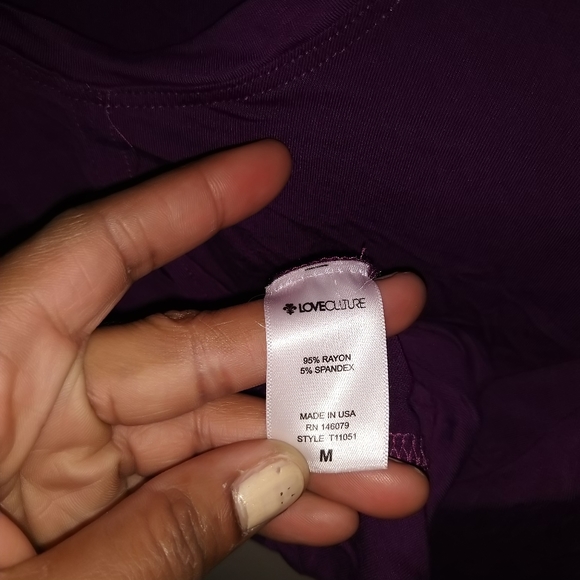 LOVECULTURE
95% RAYON
5% SPANDEX
MADE IN USA
RN 146079
STYLE T11051
M